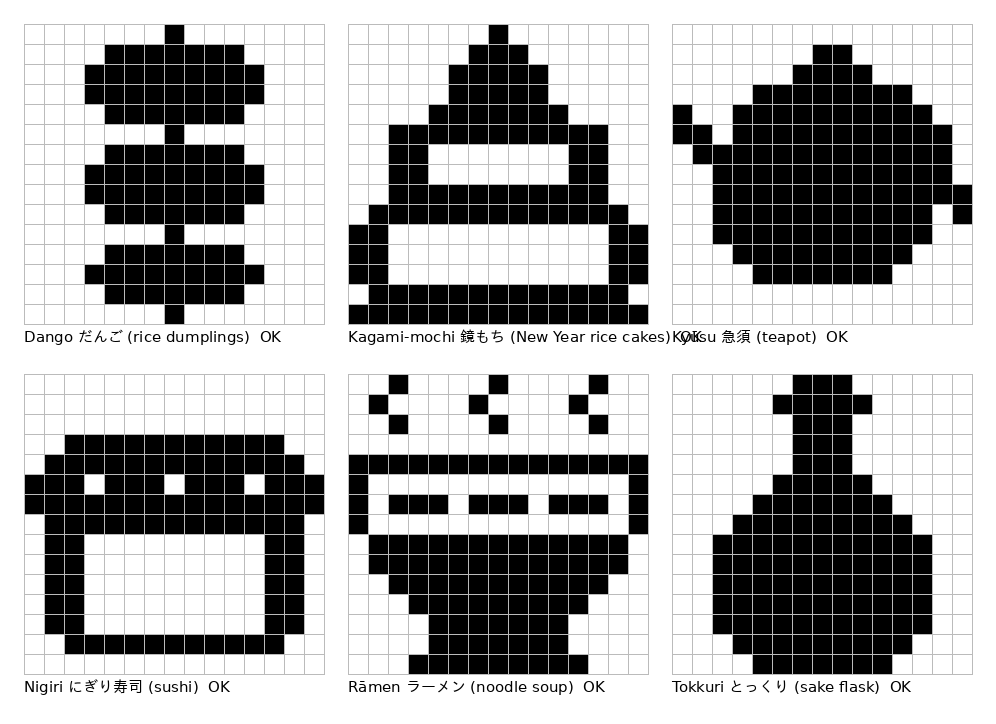 Dango だんご (rice dumplings)  OK
Kagami-mochi 鏡もち (New Year rice cakes)  OK
Kyusu 急須 (teapot)  OK
Nigiri にぎり寿司 (sushi)  OK
Rāmen ラーメン (noodle soup)  OK
Tokkuri とっくり (sake flask)  OK